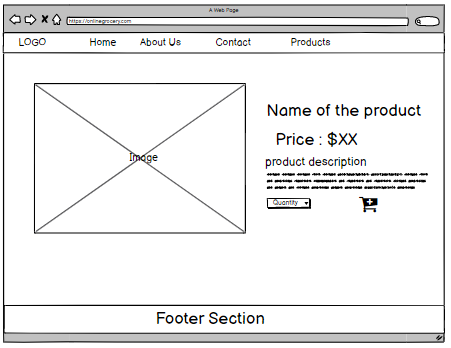 A Web Page
https://onlinegrocery.com
LOGO Home About Us Contact Products
Image
Name of the product
Price : $XX
product description
Quantity
Footer Section